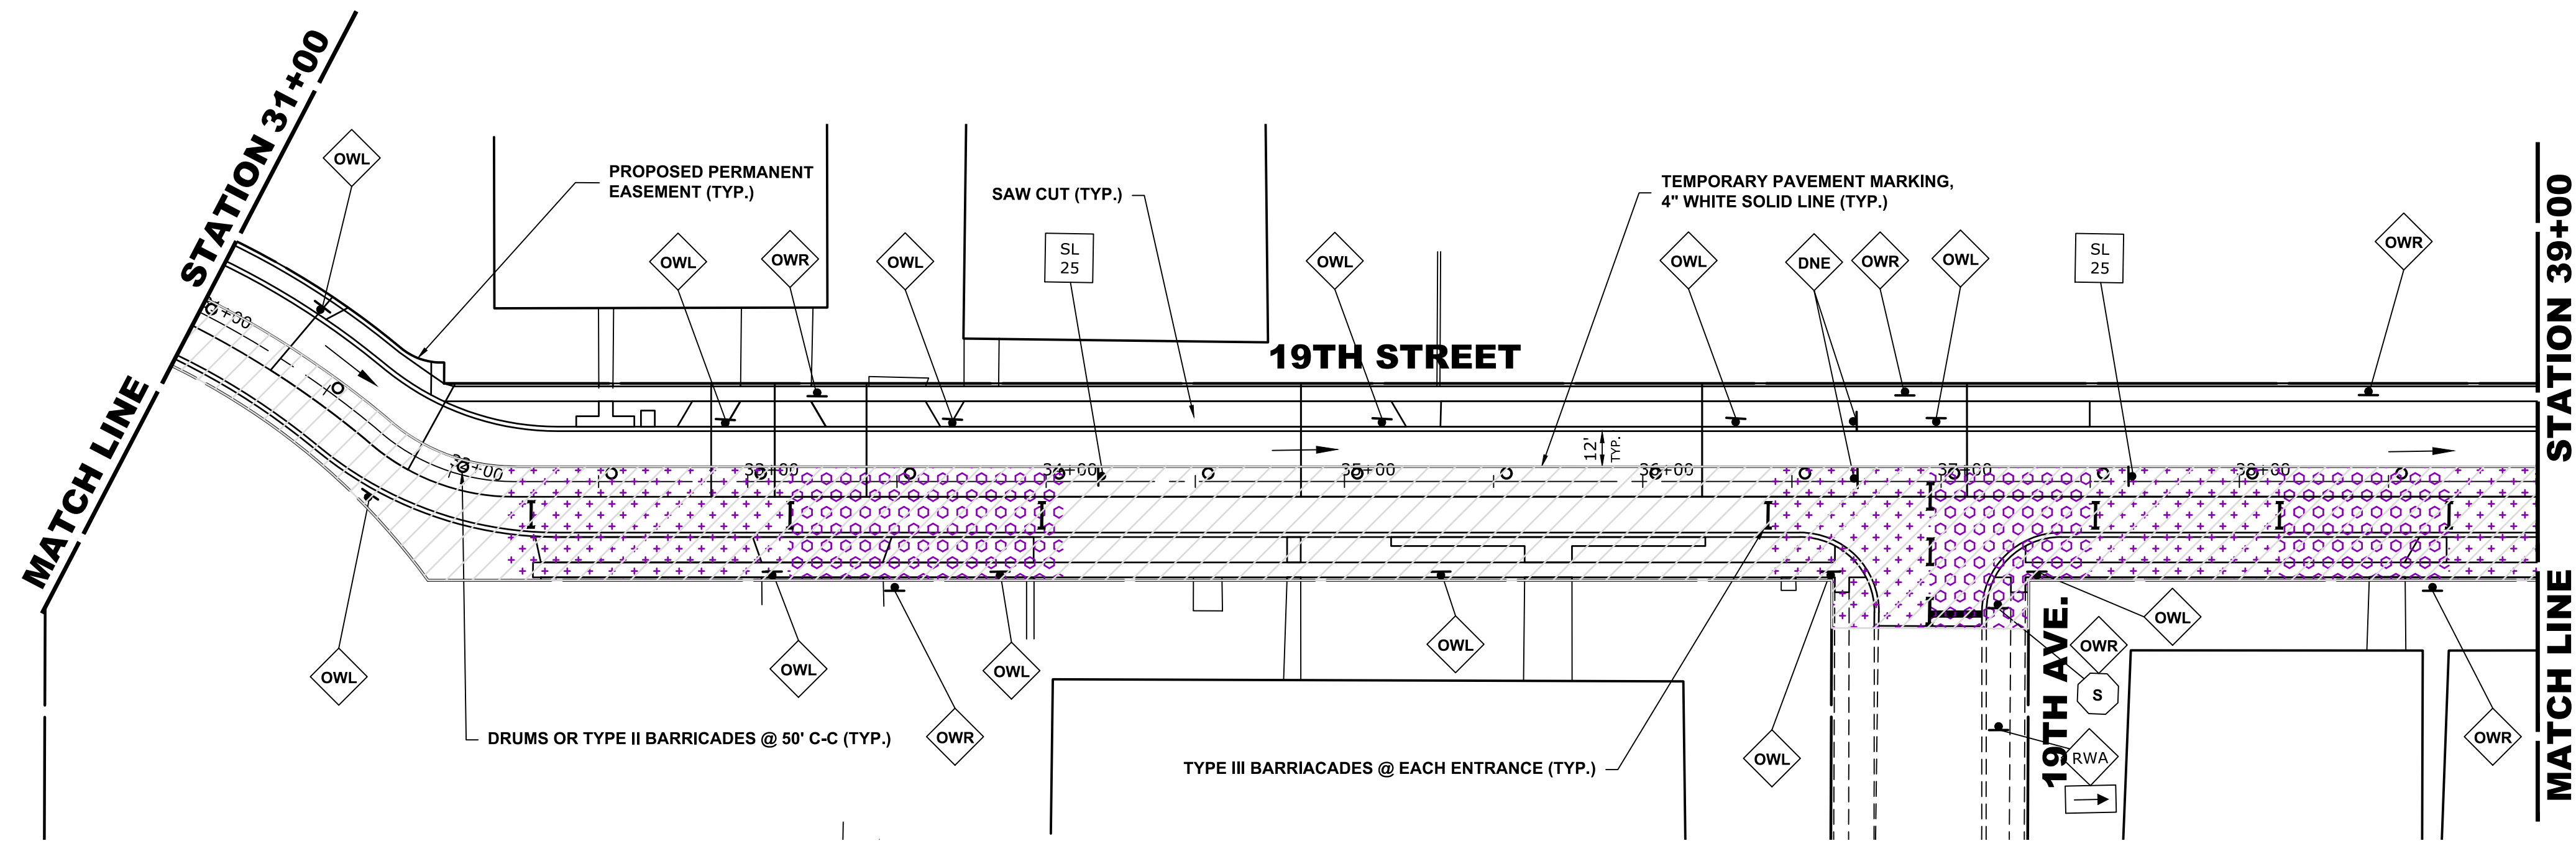 STATION 31+00
MATCH LINE
OWL
PROPOSED PERMANENT
EASEMENT (TYP.)
SAW CUT (TYP.)
TEMPORARY PAVEMENT MARKING,
4" WHITE SOLID LINE (TYP.)
OWL
OWR
OWL
SL
25
OWL
OWL
DNE
OWR
OWL
SL
25
OWR
STATION 39+00
MATCH LINE
19TH STREET
12'
TYP.
31+00
32+00
33+00
34+00
35+00
36+00
37+00
38+00
OWL
OWL
OWR
OWL
OWL
OWL
OWL
OWR
S
RWA
OWR
19TH AVE.
DRUMS OR TYPE II BARRICADES @ 50' C-C (TYP.)
TYPE III BARRIACADES @ EACH ENTRANCE (TYP.)